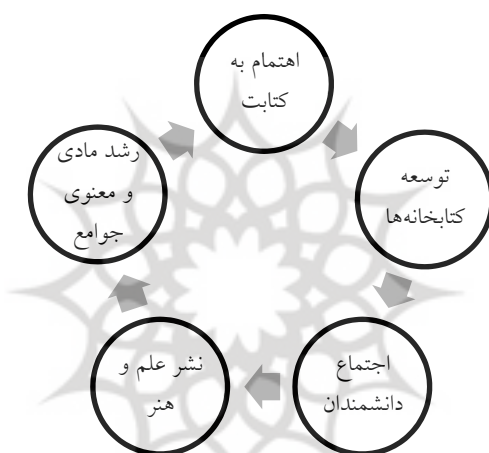 اهتمام به
کتابت
توسعه
کتابخانه‌ها
اجتماع
دانشمندان
نشر علم و
هنر
رشد مادی
و معنوی
جوامع